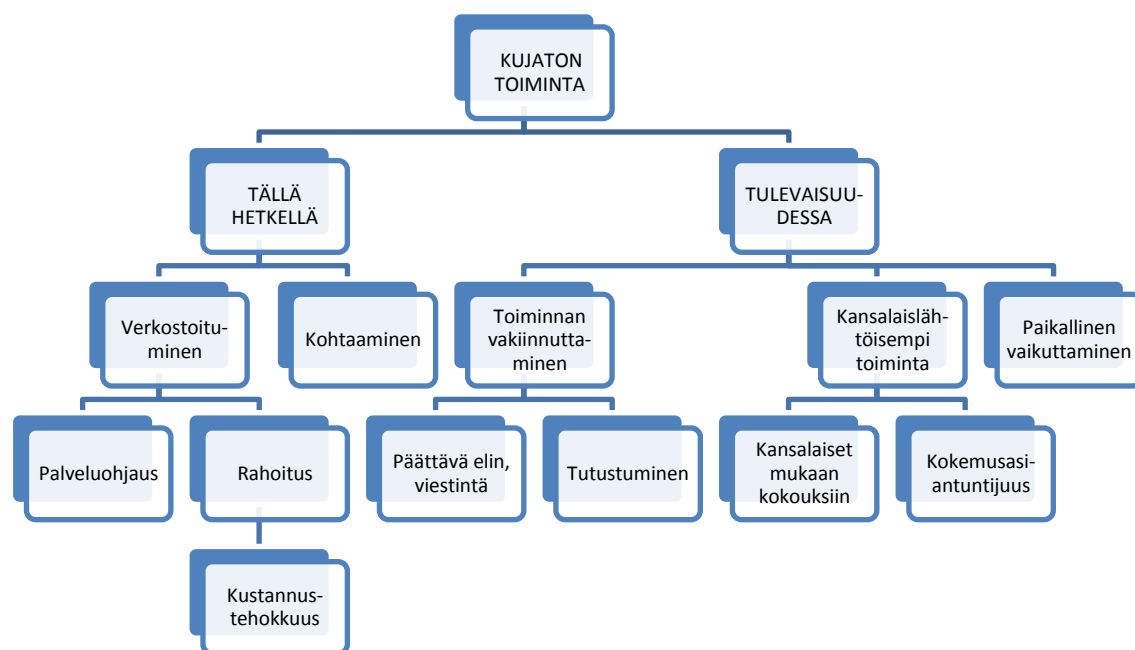 KUJATON
TOIMINTA
TÄLLÄ
HETKELLÄ
TULEVAISUU-
DESSA
Verkostoitu-
minen
Kohtaaminen
Toiminnan
vakiinnutta-
minen
Kansalaisläh-
töisempi
toiminta
Paikallinen
vaikuttaminen
Palveluohjaus
Rahoitus
Päättävä elin,
viestintä
Tutustuminen
Kansalaiset
mukaan
kokouksiin
Kokemusasi-
antuntijuus
Kustannus-
tehokkuus